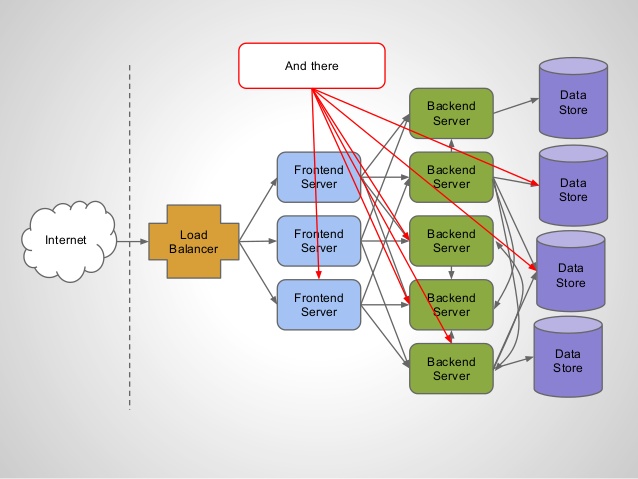 And there
Internet
Load
Balancer
Frontend
Server
Frontend
Server
Frontend
Server
Backend
Server
Backend
Server
Backend
Server
Backend
Server
Backend
Server
Data
Store
Data
Store
Data
Store
Data
Store